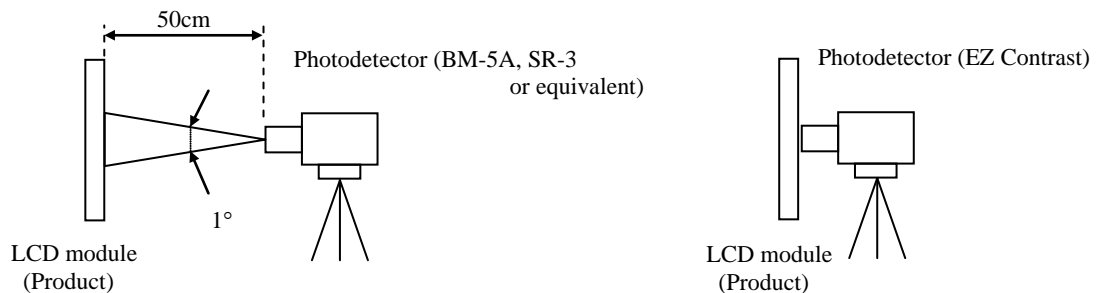 50cm
Photodetector (BM-5A, SR-3
or equivalent)
1°
LCD module
(Product)
Photodetector (EZ Contrast)
LCD module
(Product)